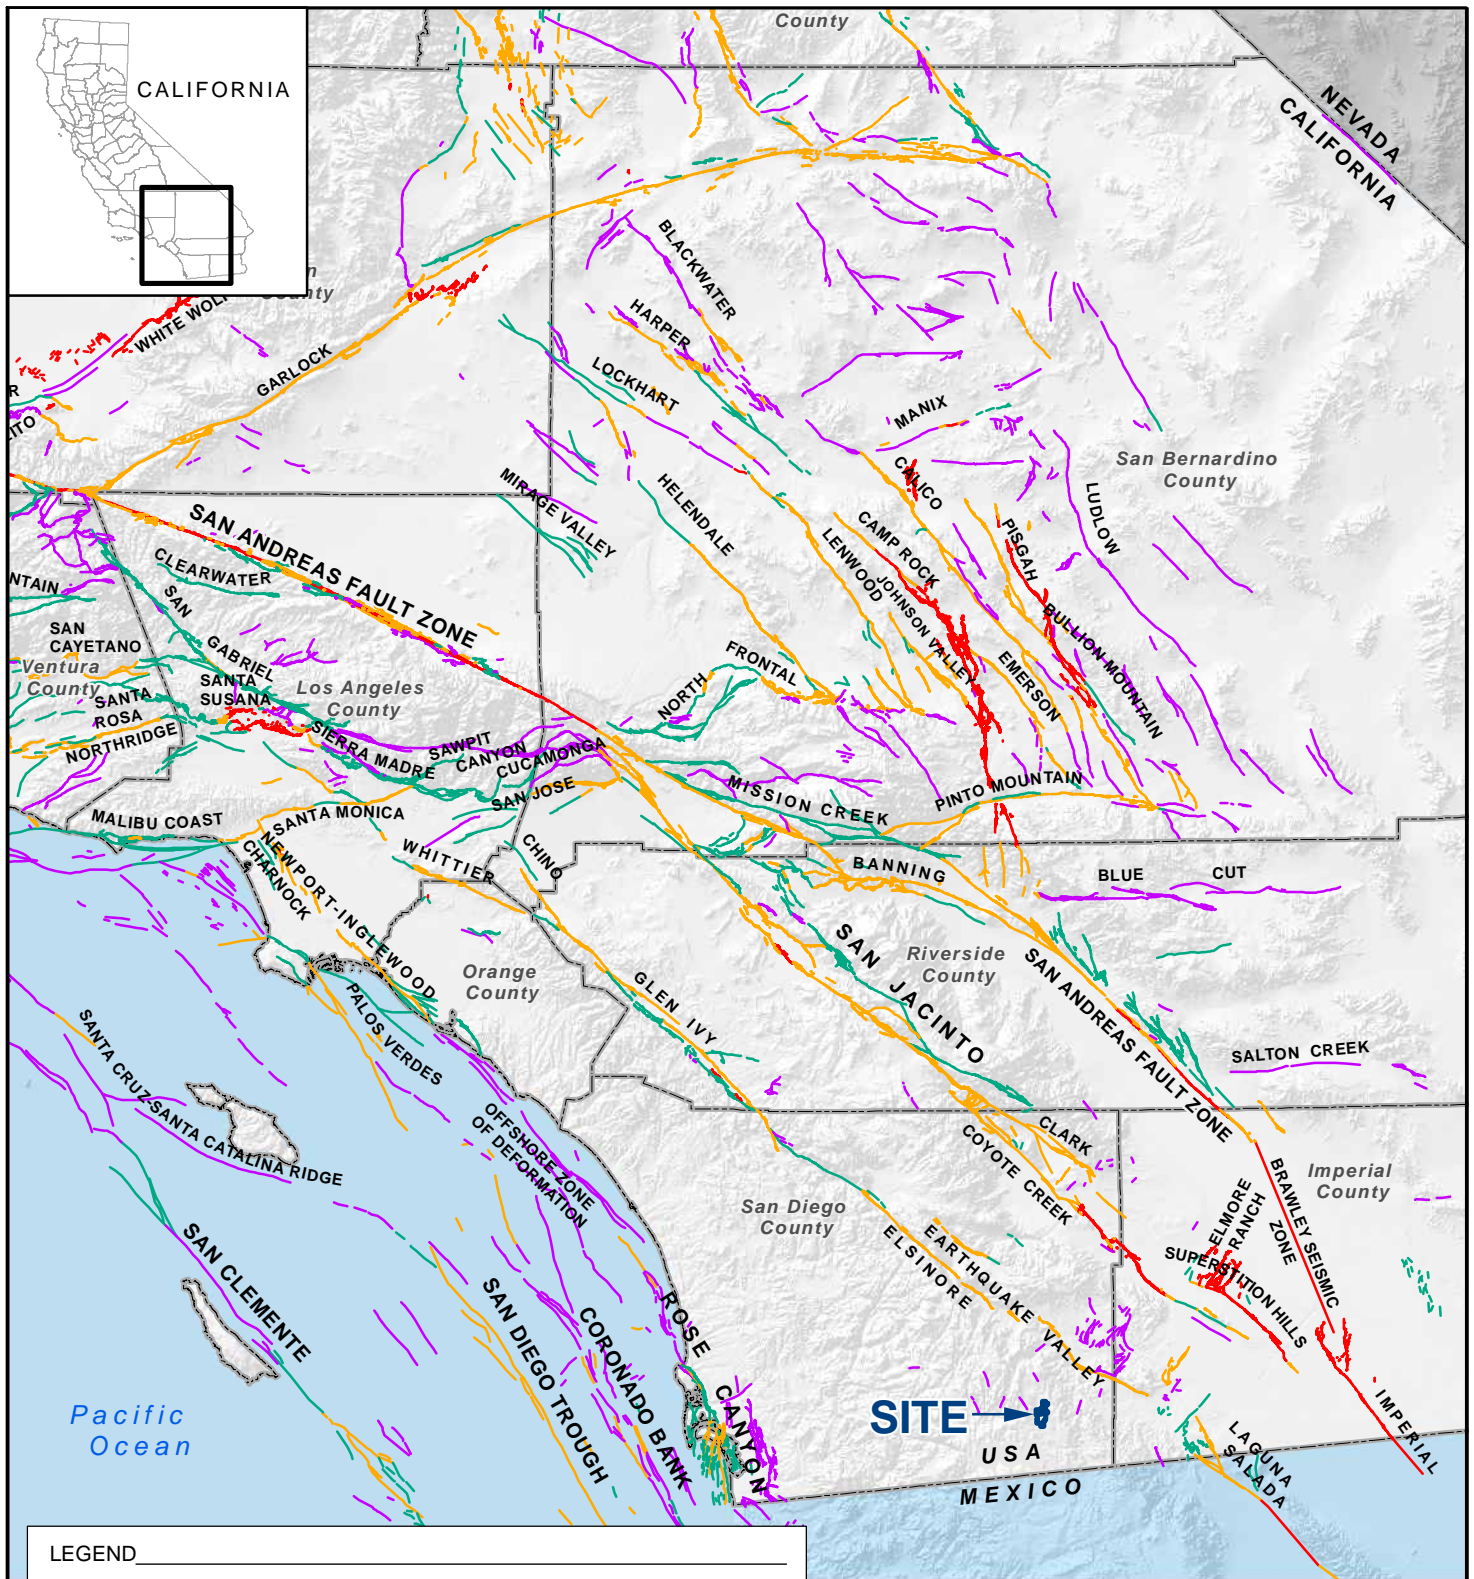 County
CALIFORNIA
NEVADA
CALIFORNIA
nty
WHITE WOLF
GARLOCK
R
ITO
BLACKWATER
HARPER
LOCKHART
MANIX
San Bernardino
County
CALICO
LUDLOW
MIRAGE VALLEY
HELENDALE
PISGAH
CAMP ROCK
LENWOOD
JOHNSON VALLEY
SAN ANDREAS FAULT ZONE
CLEARWATER
NTAIN
SAN
GABRIEL
SAN
CAYETANO
Ventura
County
BULLION MOUNTAIN
EMERSON
NORTH
FRONTAL
SANTA
SUSANA
Los Angeles
County
SANTA
ROSA
NORTHRIDGE
SIERRA MADRE
SAWPIT
CANYON
CUCAMONGA
SAN JOSE
MISSION CREEK
PINTO MOUNTAIN
MALIBU COAST
SANTA MONICA
NEWPORT-INGLEWOOD
CHARNOCK
WHITTIER
CHINO
BANNING
BLUE CUT
SAN JACINTO
Riverside
County
SAN ANDREAS FAULT ZONE
Orange
County
GLEN IVY
PALOS VERDES
SALTON CREEK
SANTA CRUZ-SANTA CATALINA RIDGE
OFFSHORE ZONE
OF DEFORMATION
CLARK
COYOTE CREEK
BRAWLEY SEISMIC
ZONE
Imperial
County
San Diego
County
ELMORE
RANCH
EARTHQUAKE VALLEY
ELSINORE
SUPERSTITION HILLS
SAN CLEMENTE
SAN DIEGO TROUGH
CORONADO BANK
ROSE CANYON
Pacific
Ocean
SITE
USA
MEXICO
LAGUNA
SALADA
IMPERIAL
LEGEND